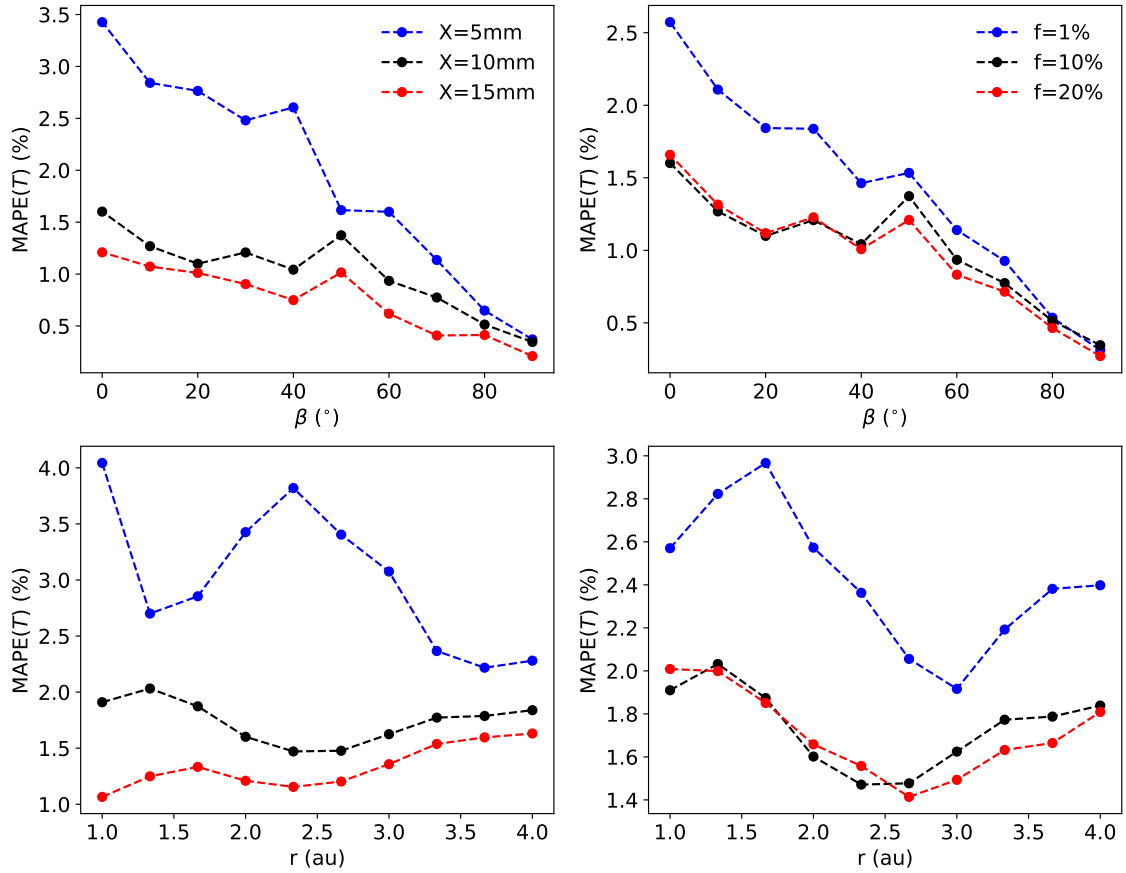 3.5
3.0
2.5
2.0
1.5
1.0
0.5
MAPE(T) (%)
X=5mm
X=10mm
X=15mm
0 20 40 60 80
β (°)
2.5
2.0
1.5
1.0
0.5
MAPE(T) (%)
f=1%
f=10%
f=20%
0 20 40 60 80
β (°)
4.0
3.5
3.0
2.5
2.0
1.5
1.0
MAPE(T) (%)
1.0 1.5 2.0 2.5 3.0 3.5 4.0
r (au)
3.0
2.8
2.6
2.4
2.2
2.0
1.8
1.6
1.4
MAPE(T) (%)
1.0 1.5 2.0 2.5 3.0 3.5 4.0
r (au)